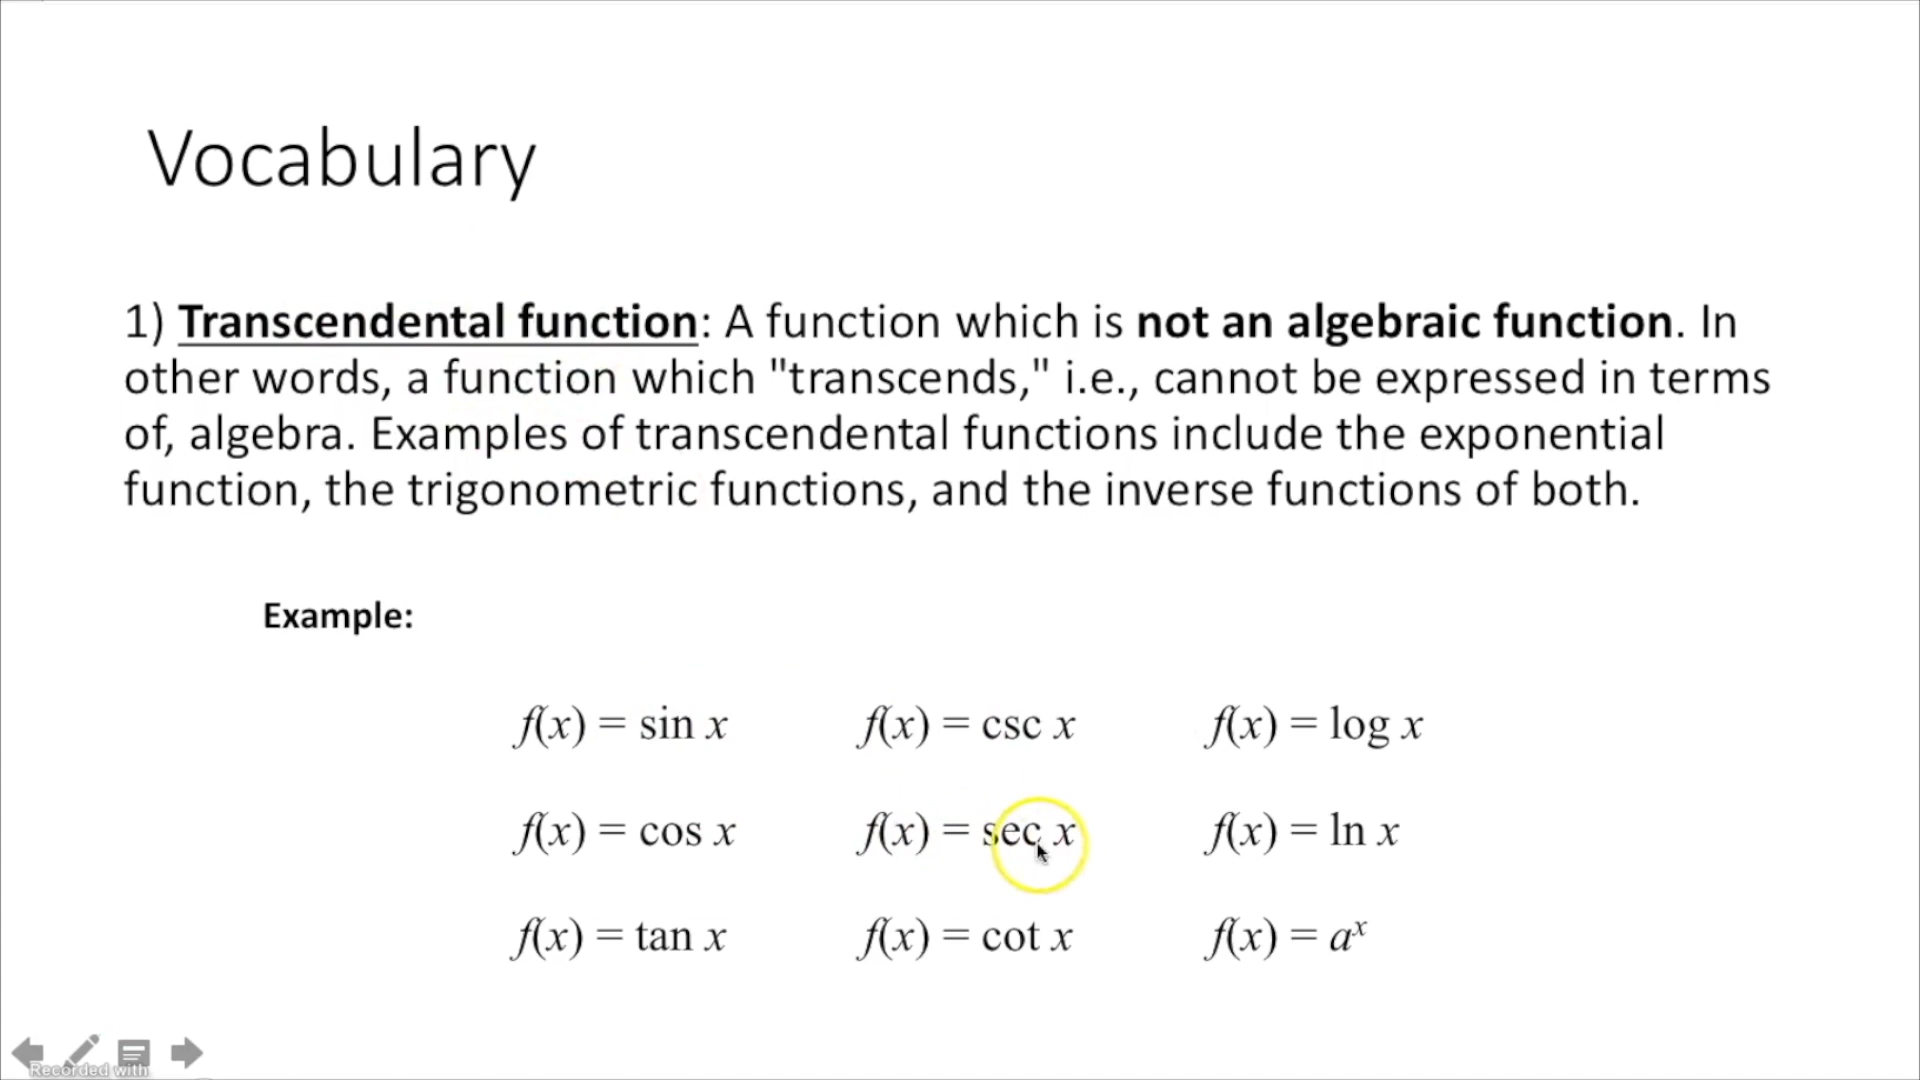 Vocabulary
1) Transcendental function: A function which is not an algebraic function. In
other words, a function which "transcends," i.e., cannot be expressed in terms
of, algebra. Examples of transcendental functions include the exponential
function, the trigonometric functions, and the inverse functions of both.
Example:
f(x) = sin x f(x) = csc x f(x) = log x
f(x) = cos x f(x) = sec x f(x) = ln x
f(x) = tan x f(x) = cot x f(x) = aˣ
Recorded with